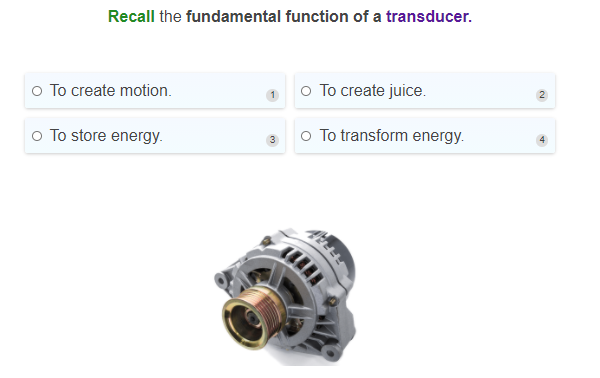 Recall the fundamental function of a transducer.
To create motion. 1
To create juice. 2
To store energy. 3
To transform energy. 4